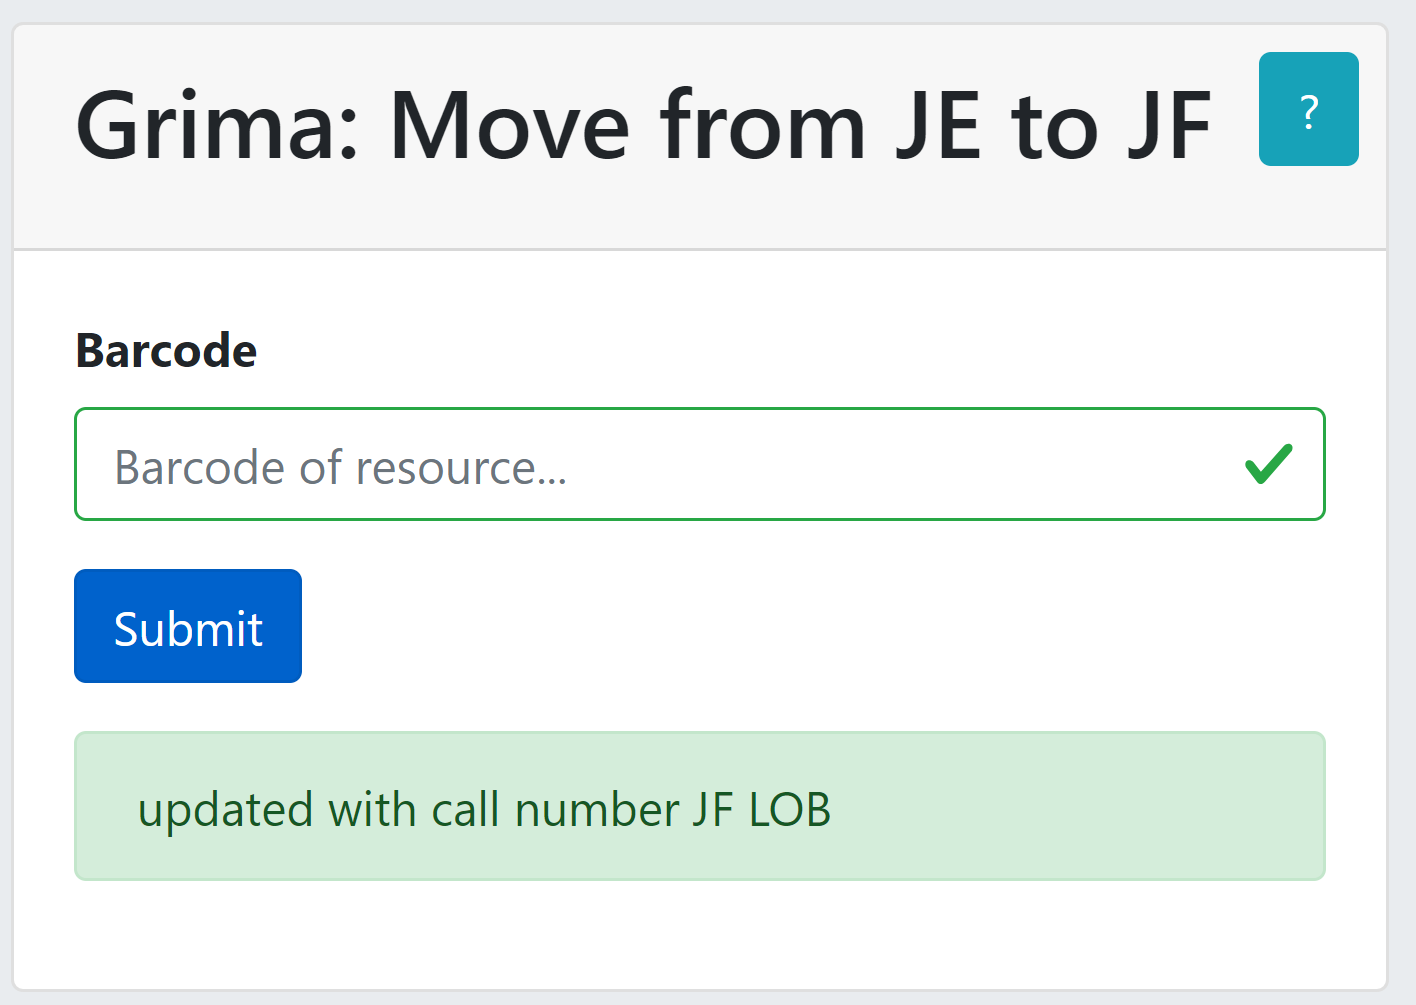 Grima: Move from JE to JF
?
Barcode
Barcode of resource...
Submit
updated with call number JF LOB